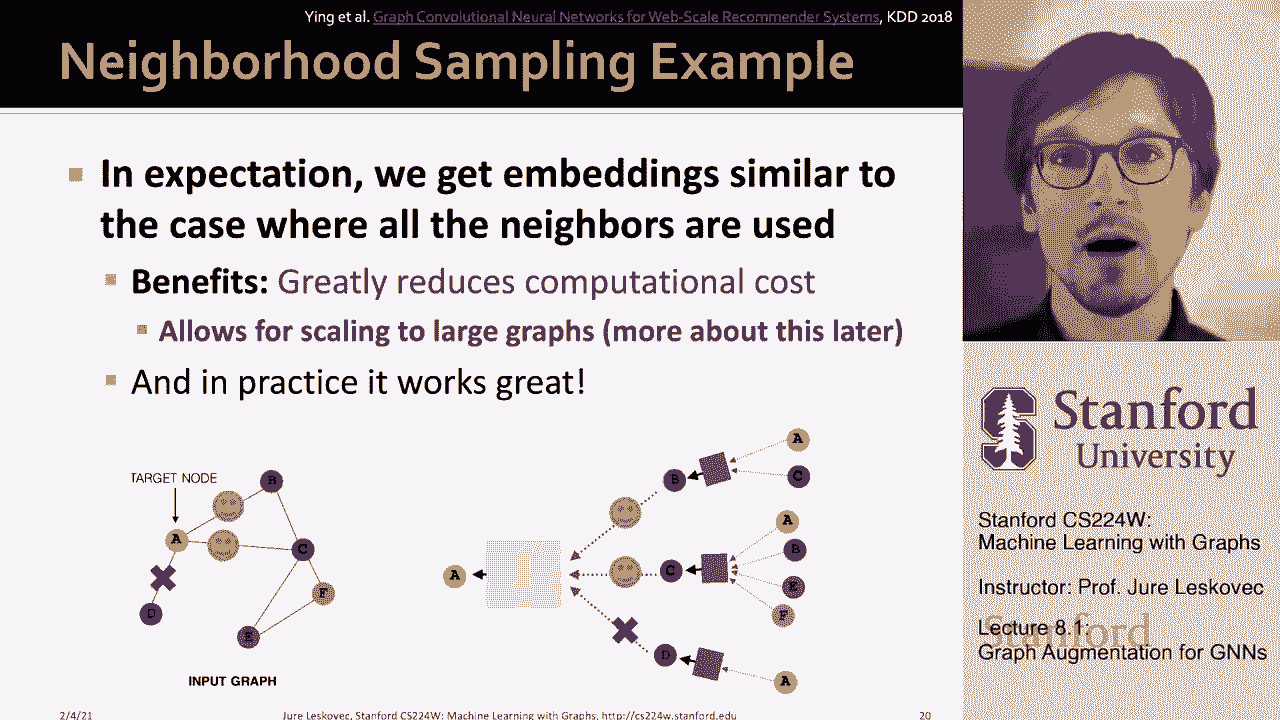 Ying et al. Graph Convolutional Neural Networks for Web-Scale Recommender Systems, KDD 2018
Neighborhood Sampling Example
In expectation, we get embeddings similar to
the case where all the neighbors are used
Benefits: Greatly reduces computational cost
Allows for scaling to large graphs (more about this later)
And in practice it works great!
TARGET NODE
B
A
C
D
F
E
INPUT GRAPH
A
B
C
D
A
C
A
B
E
F
A
2/4/21
Jure Leskovec, Stanford CS224W: Machine Learning with Graphs, http://cs224w.stanford.edu
20
Stanford
University
Stanford CS224W:
Machine Learning with Graphs
Instructor: Prof. Jure Leskovec
Lecture 8.1:
Graph Augmentation for GNNs
Stanford